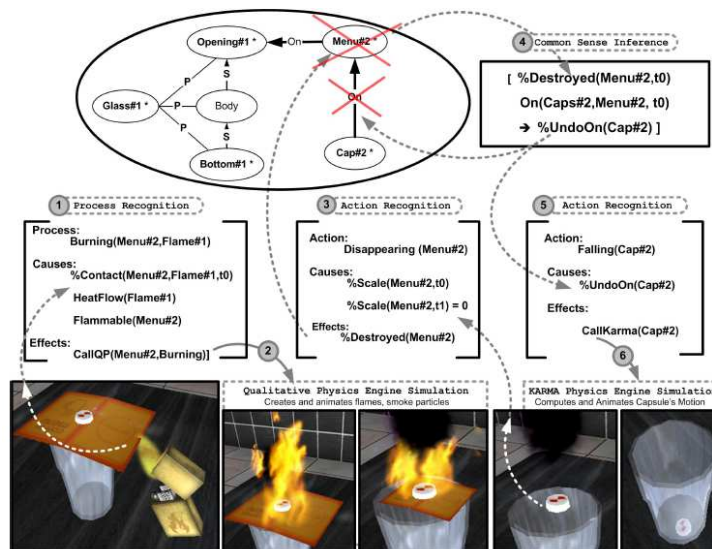 Opening#1 *
On
Menu#2 *
4
Common Sense Inference
P
S
On
[ %Destroyed(Menu#2,t0)
On(Caps#2,Menu#2, t0)
➔ %UndoOn(Cap#2) ]
Glass#1 *
P
Body
P
S
Bottom#1 *
Cap#2 *
1
Process Recognition
3
Action Recognition
5
Action Recognition
Process:
Burning(Menu#2,Flame#1)
Causes:
%Contact(Menu#2,Flame#1,t0)
HeatFlow(Flame#1)
Flammable(Menu#2)
Effects:
CallQP(Menu#2,Burning)]
Action:
Disappearing (Menu#2)
Causes:
%Scale(Menu#2,t0)
%Scale(Menu#2,t1) = 0
Effects:
%Destroyed(Menu#2)
Action:
Falling(Cap#2)
Causes:
%UndoOn(Cap#2)
Effects:
CallKarma(Cap#2)
2
6
Qualitative Physics Engine Simulation
Creates and animates flames, smoke particles
KARMA Physics Engine Simulation
Computes and Animates Capsule's Motion